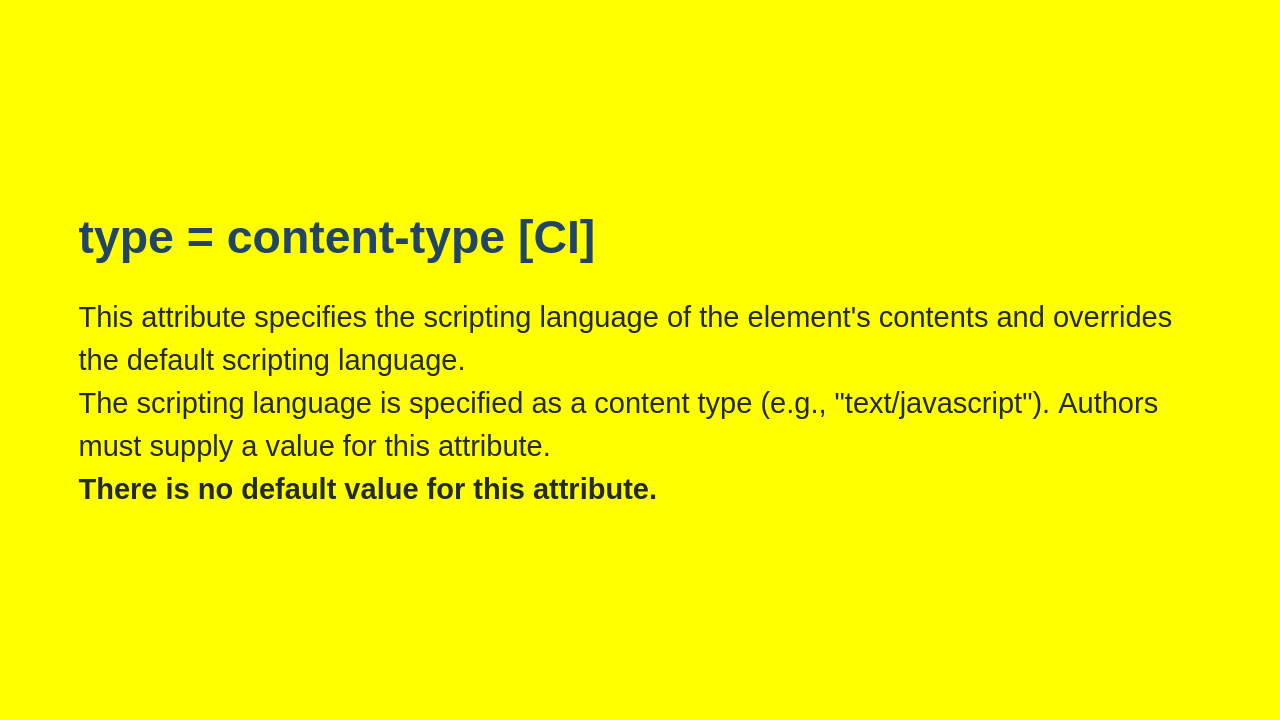 type = content-type [CI]
This attribute specifies the scripting language of the element's contents and overrides
the default scripting language.
The scripting language is specified as a content type (e.g., "text/javascript"). Authors
must supply a value for this attribute.
There is no default value for this attribute.